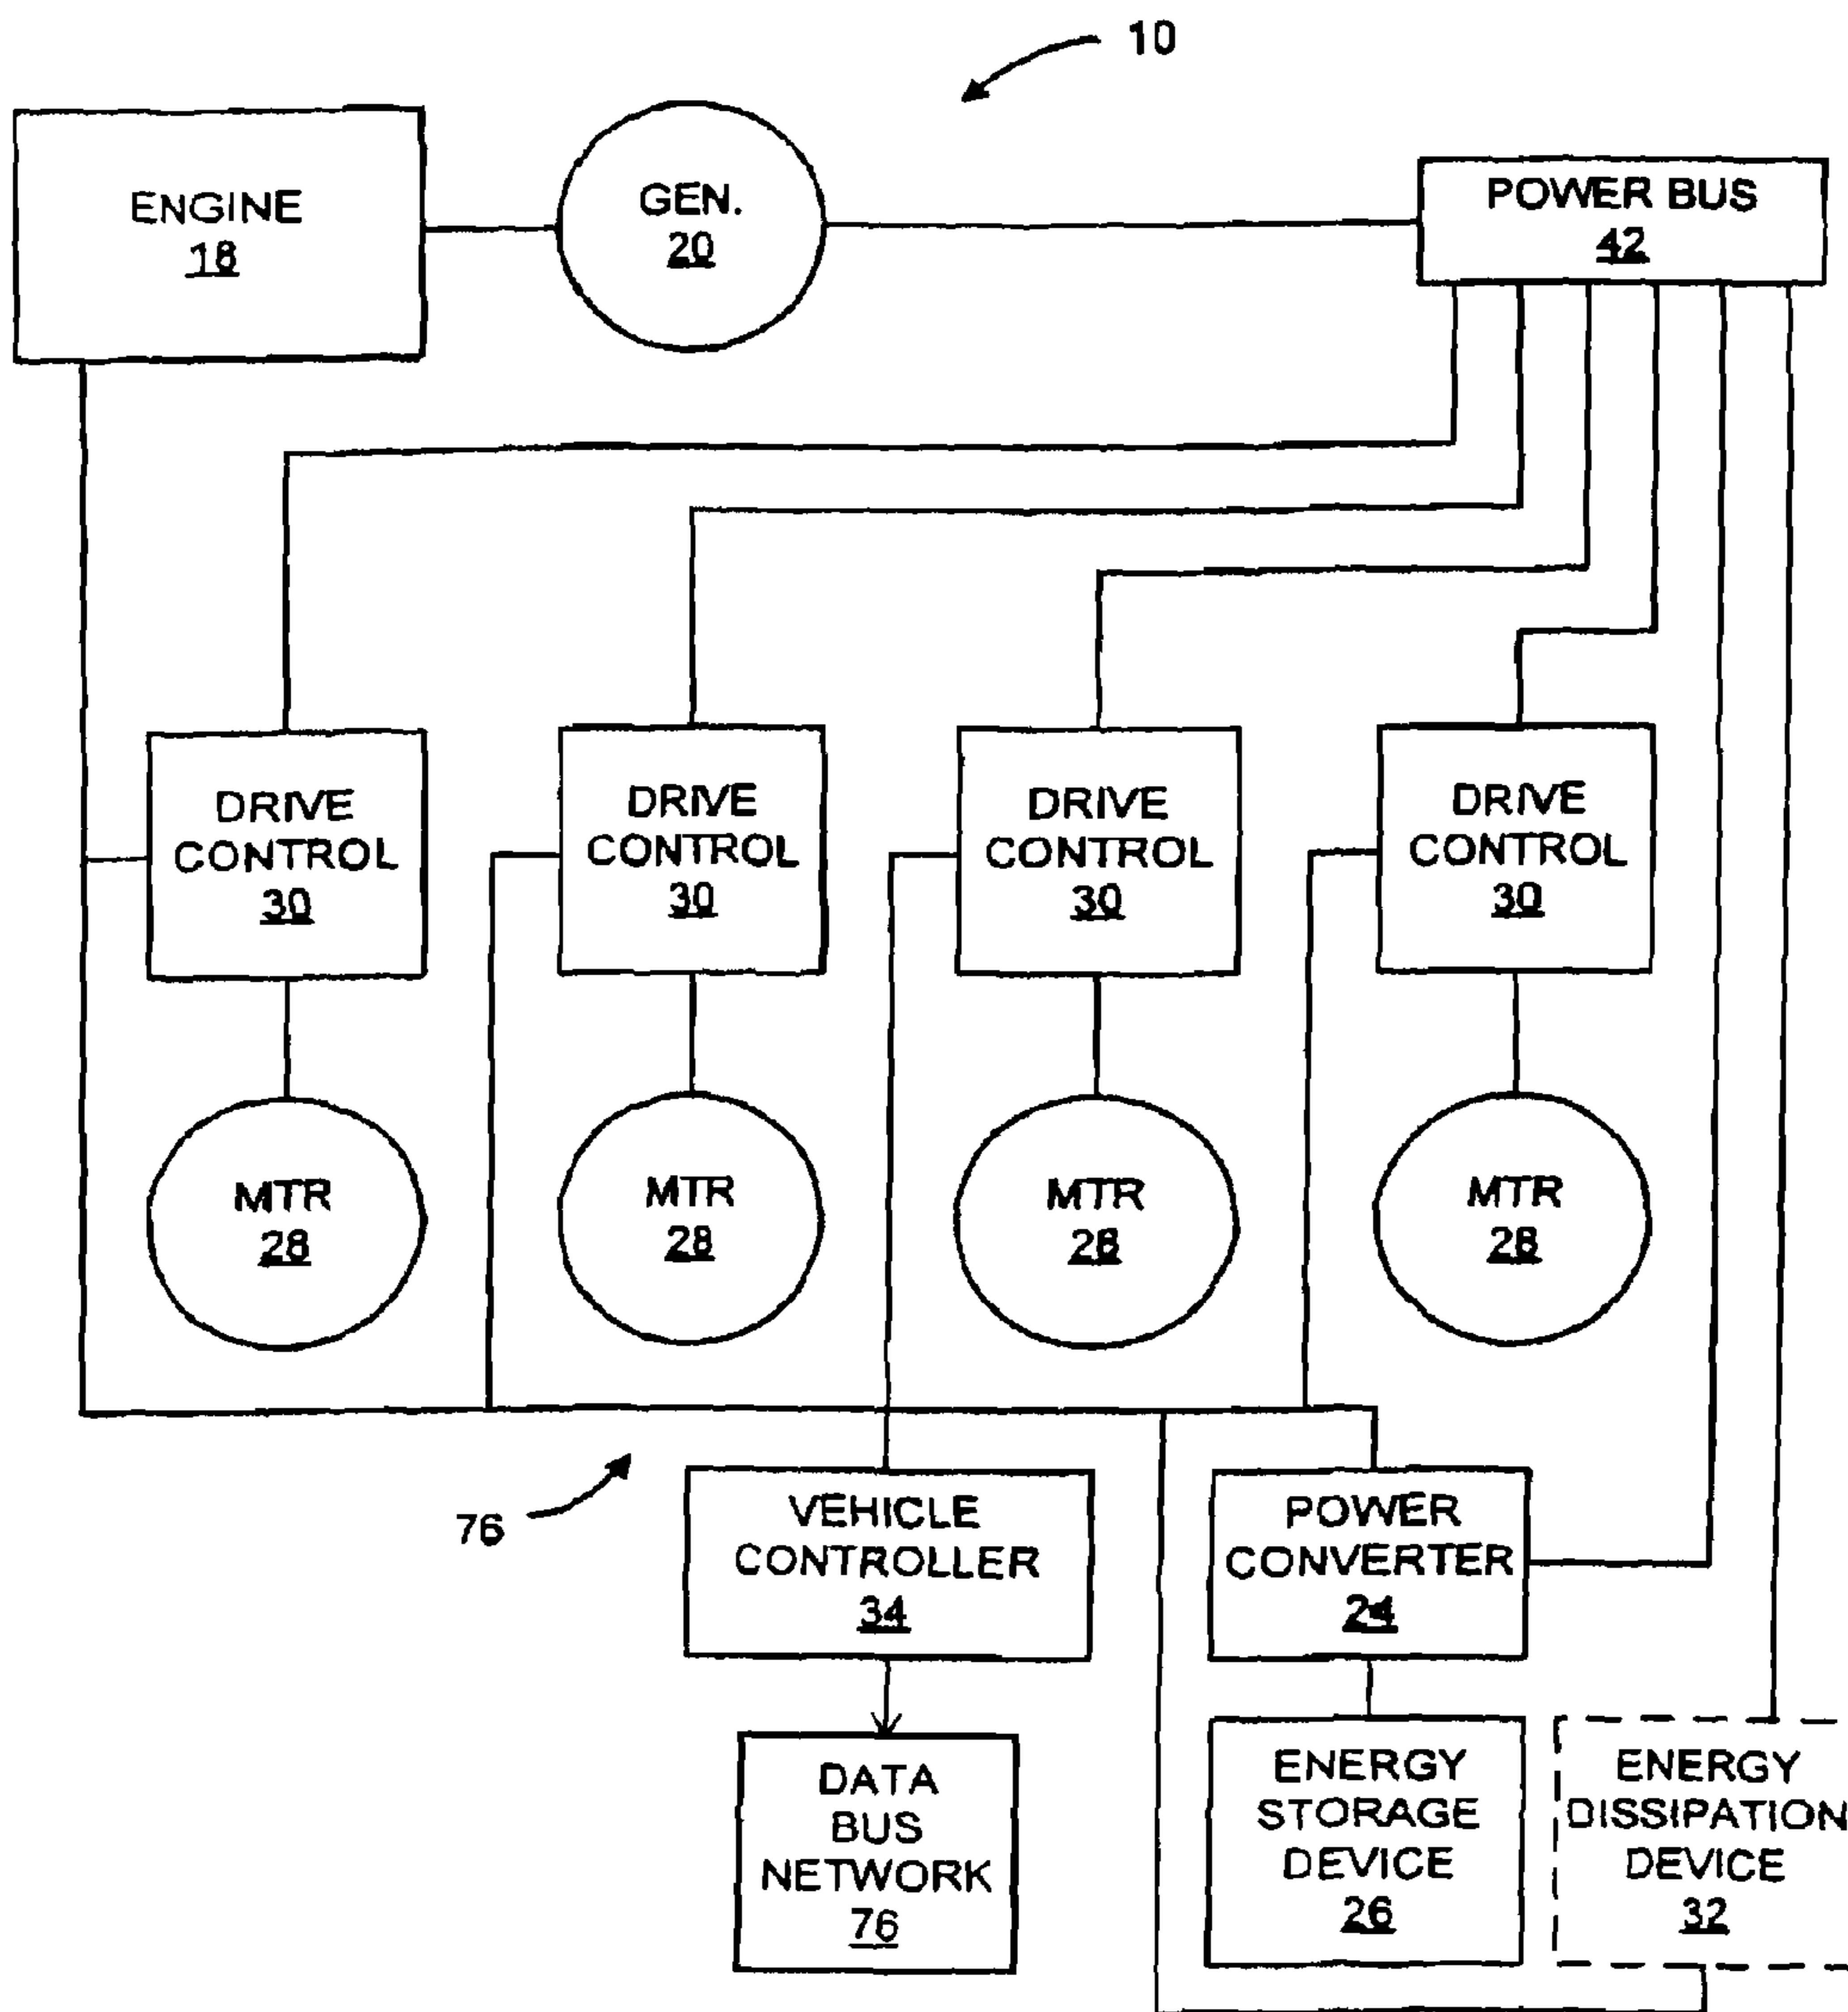 10
ENGINE
18
GEN.
20
POWER BUS
42
DRIVE
CONTROL
30
DRIVE
CONTROL
30
DRIVE
CONTROL
30
DRIVE
CONTROL
30
MTR
28
MTR
28
MTR
28
MTR
28
76
VEHICLE
CONTROLLER
34
POWER
CONVERTER
24
DATA
BUS
NETWORK
76
ENERGY
STORAGE
DEVICE
26
ENERGY
DISSIPATION
DEVICE
32